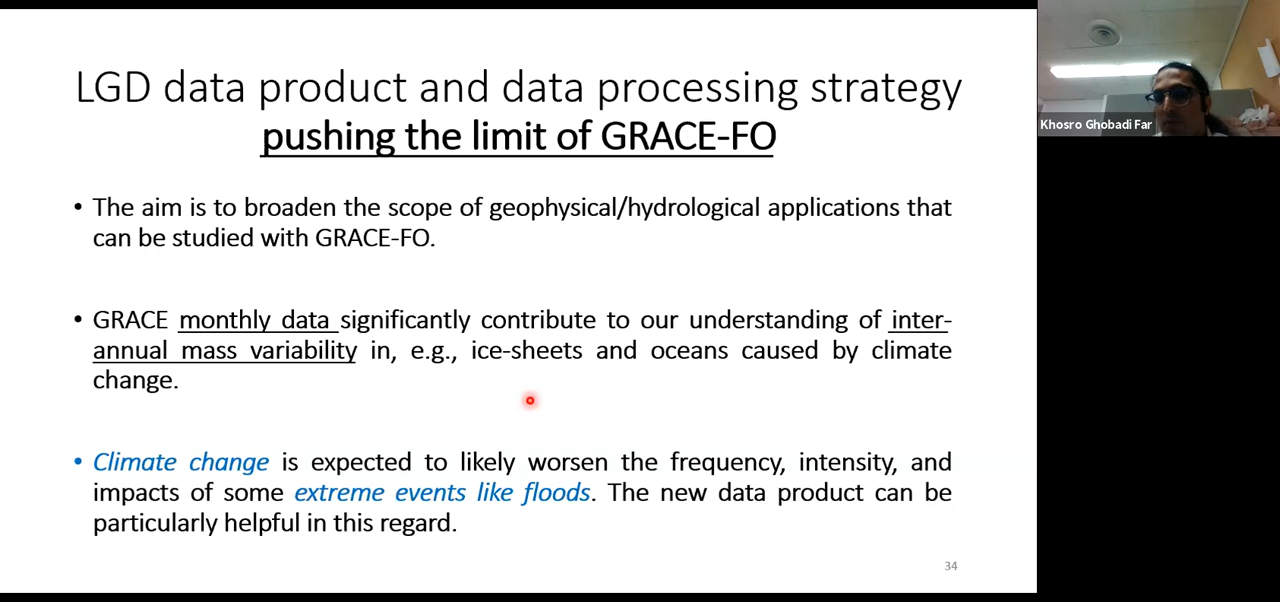 LGD data product and data processing strategy
pushing the limit of GRACE-FO
• The aim is to broaden the scope of geophysical/hydrological applications that
can be studied with GRACE-FO.
• GRACE monthly data significantly contribute to our understanding of inter-
annual mass variability in, e.g., ice-sheets and oceans caused by climate
change.
• Climate change is expected to likely worsen the frequency, intensity, and
impacts of some extreme events like floods. The new data product can be
particularly helpful in this regard.
34
Khosro Ghobadi Far